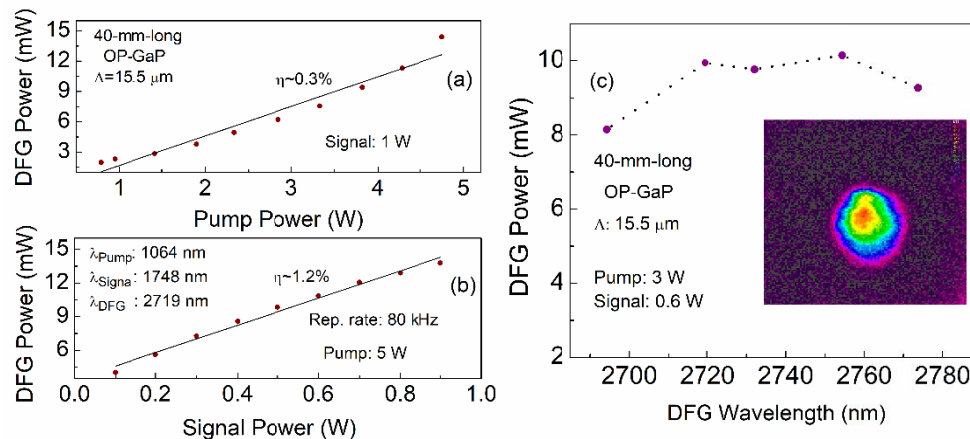 15
12
9
6
3
DFG Power (mW)
40-mm-long
OP-GaP
Λ=15.5 μm
η~0.3%
(a)
Signal: 1 W
1
2
3
4
5
Pump Power (W)
15
12
9
6
DFG Power (mW)
λPump: 1064 nm
λSigna: 1748 nm
λDFG: 2719 nm
η~1.2%
(b)
Rep. rate: 80 kHz
Pump: 5 W
0.0
0.2
0.4
0.6
0.8
1.0
Signal Power (W)
12
10
8
6
4
2
DFG Power (mW)
(c)
40-mm-long
OP-GaP
Λ: 15.5 μm
Pump: 3 W
Signal: 0.6 W
2700
2720
2740
2760
2780
DFG Wavelength (nm)